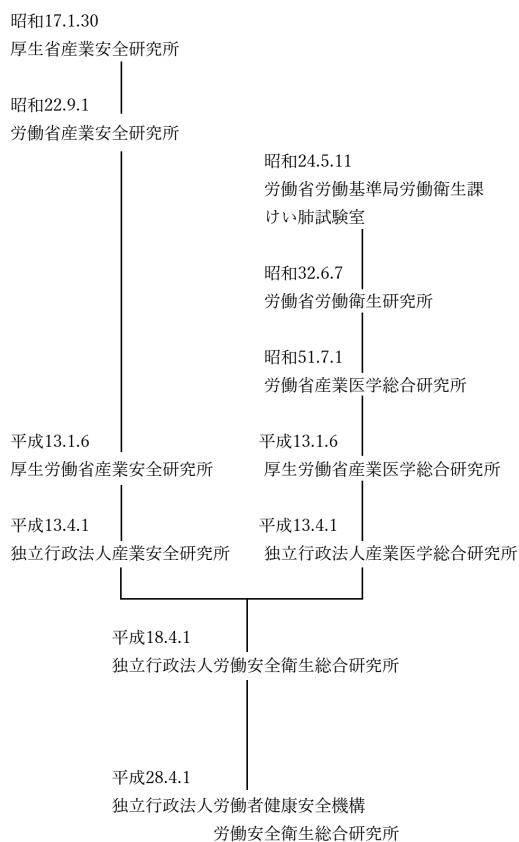 昭和17.1.30
厚生省産業安全研究所
昭和22.9.1
労働省産業安全研究所
昭和24.5.11
労働省労働基準局労働衛生課
けい肺試験室
昭和32.6.7
労働省労働衛生研究所
昭和51.7.1
労働省産業医学総合研究所
平成13.1.6
厚生労働省産業安全研究所
平成13.1.6
厚生労働省産業医学総合研究所
平成13.4.1
独立行政法人産業安全研究所
平成13.4.1
独立行政法人産業医学総合研究所
平成18.4.1
独立行政法人労働安全衛生総合研究所
平成28.4.1
独立行政法人労働者健康安全機構
労働安全衛生総合研究所